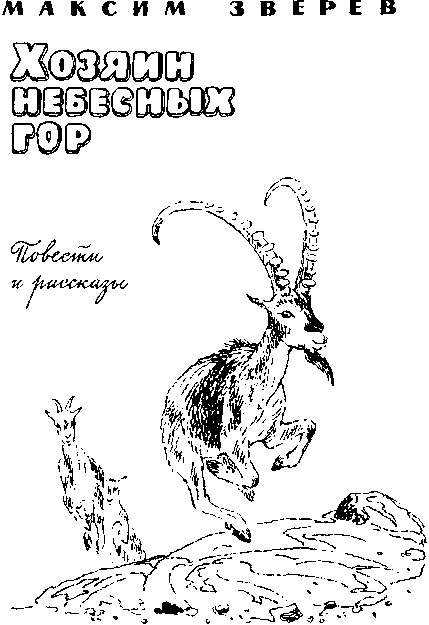 МАКСИМ ЗВЕРЕВ
ХОЗЯИН
НЕБЕСНЫХ
ГОР
Повести
и рассказы